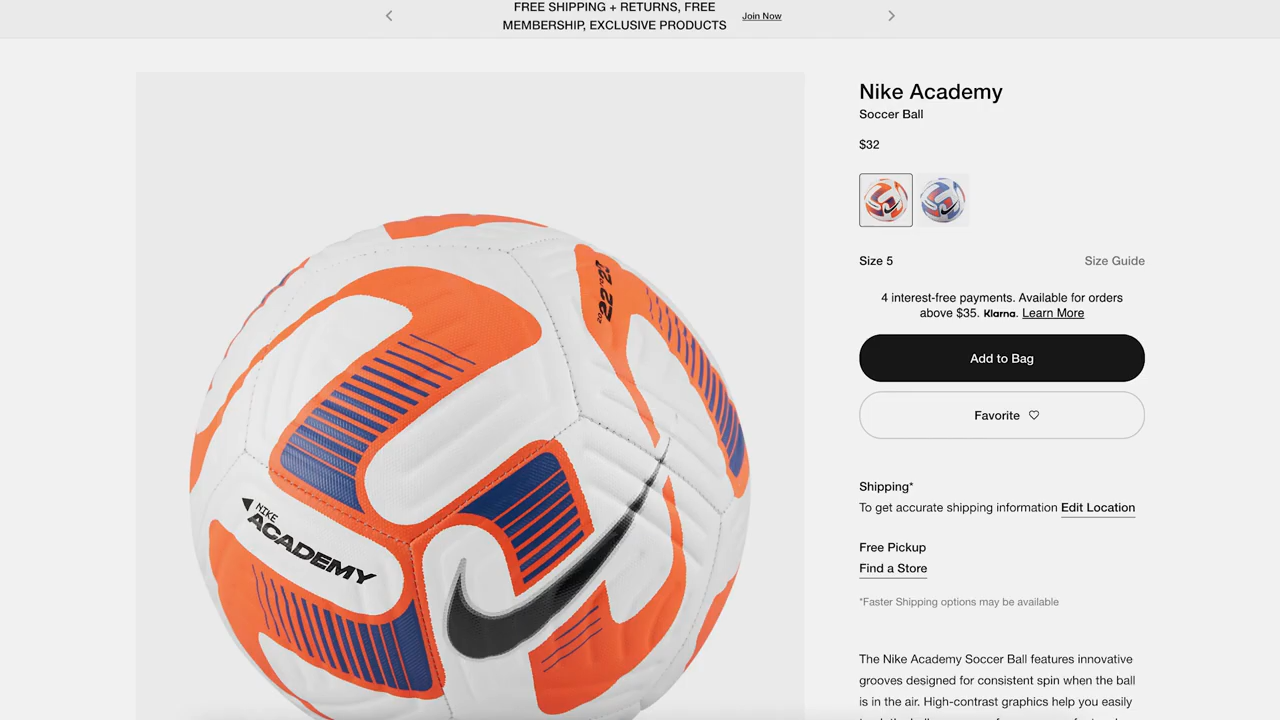 FREE SHIPPING + RETURNS, FREE
MEMBERSHIP, EXCLUSIVE PRODUCTS
Join Now
Nike Academy
Soccer Ball
$32
Size 5
Size Guide
4 interest-free payments. Available for orders
above $35. Klarna. Learn More
Add to Bag
Favorite
Shipping*
To get accurate shipping information Edit Location
Free Pickup
Find a Store
*Faster Shipping options may be available
The Nike Academy Soccer Ball features innovative
grooves designed for consistent spin when the ball
is in the air. High-contrast graphics help you easily
NIKE
ACADEMY